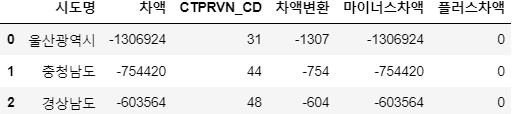 시도명 차액 CTPRVN_CD 차액변환 마이너스차액 플러스차액
0 울산광역시 -1306924 31 -1307 -1306924 0
1 충청남도 -754420 44 -754 -754420 0
2 경상남도 -603564 48 -604 -603564 0